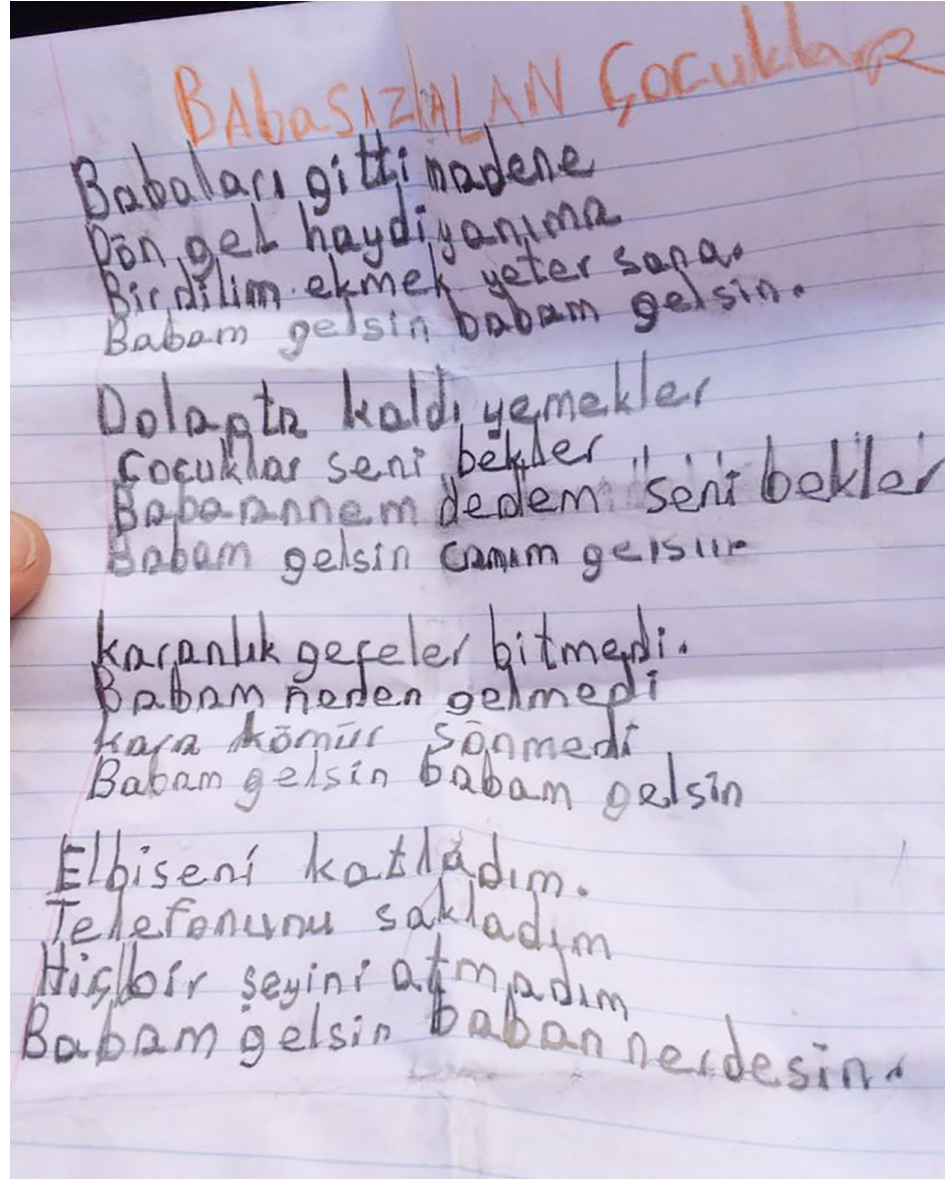 BAbaSIZ KALAN Çocuklar
Babaları gitti madene
Dön gel haydi yanıma
Bir dilim ekmek yeter sana.
Babam gelsin babam gelsin.
Dolapta kaldı yemekler
Çocuklar seni bekler
Babaannem dedem seni bekler
Babam gelsin canım gelsin
karanlık geceler bitmedi.
Babam neden gelmedi
kara kömür sönmedi
Babam gelsin babam gelsin
Elbiseni katladım.
Telefonunu sakladım
Hiçbir şeyini atmadım
Babam gelsin baban nerdesin.